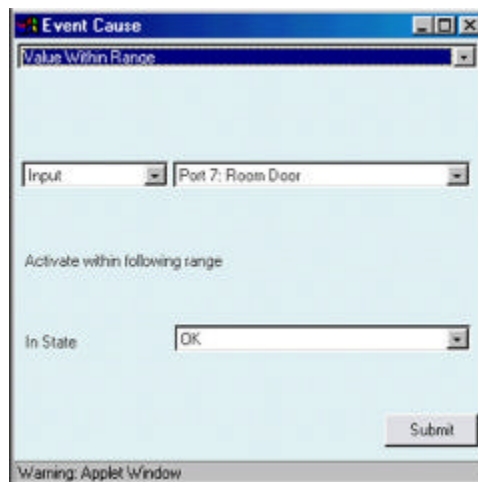 Event Cause
Value Within Range
Input Port 7: Room Door
Activate within following range
In State OK
Submit
Warning: Applet Window